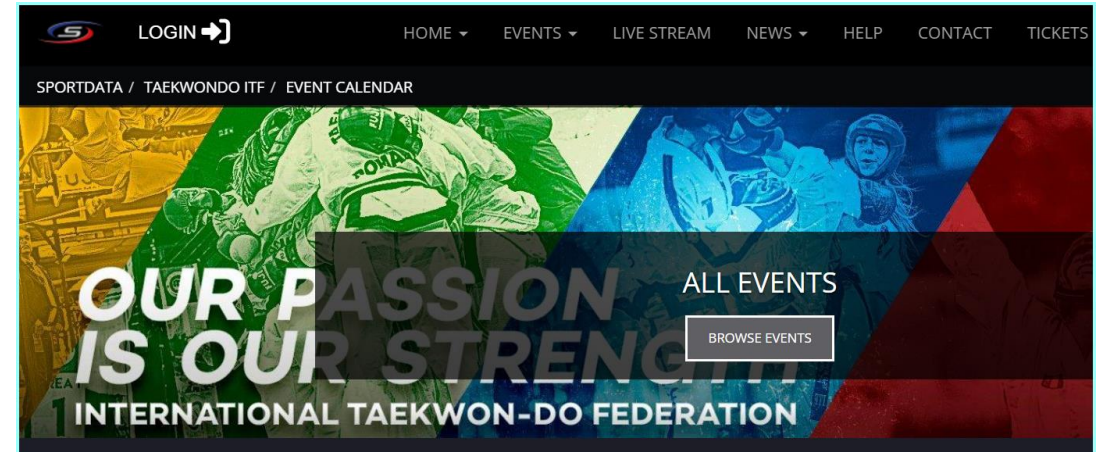 LOGIN
HOME EVENTS LIVE STREAM NEWS HELP CONTACT TICKETS
SPORTDATA / TAEKWONDO ITF / EVENT CALENDAR
ALL EVENTS
BROWSE EVENTS
OUR PASSION
IS OUR STRENGTH
INTERNATIONAL TAEKWON-DO FEDERATION